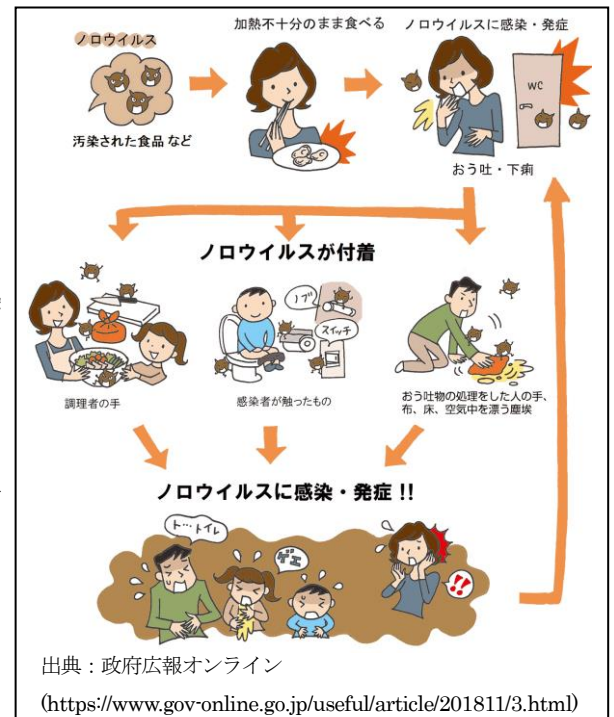 ノロウイルス
汚染された食品 など
加熱不十分のまま食べる
ノロウイルスに感染・発症
WC
おう吐・下痢
ノロウイルスが付着
調理者の手
ノブ
スイッチ
感染者が触ったもの
おう吐物の処理をした人の手、
布、床、空気中を漂う塵埃
ノロウイルスに感染・発症 !!
ト…トイレ
ゲエ
!!
出典:政府広報オンライン
(https://www.gov-online.go.jp/useful/article/201811/3.html)